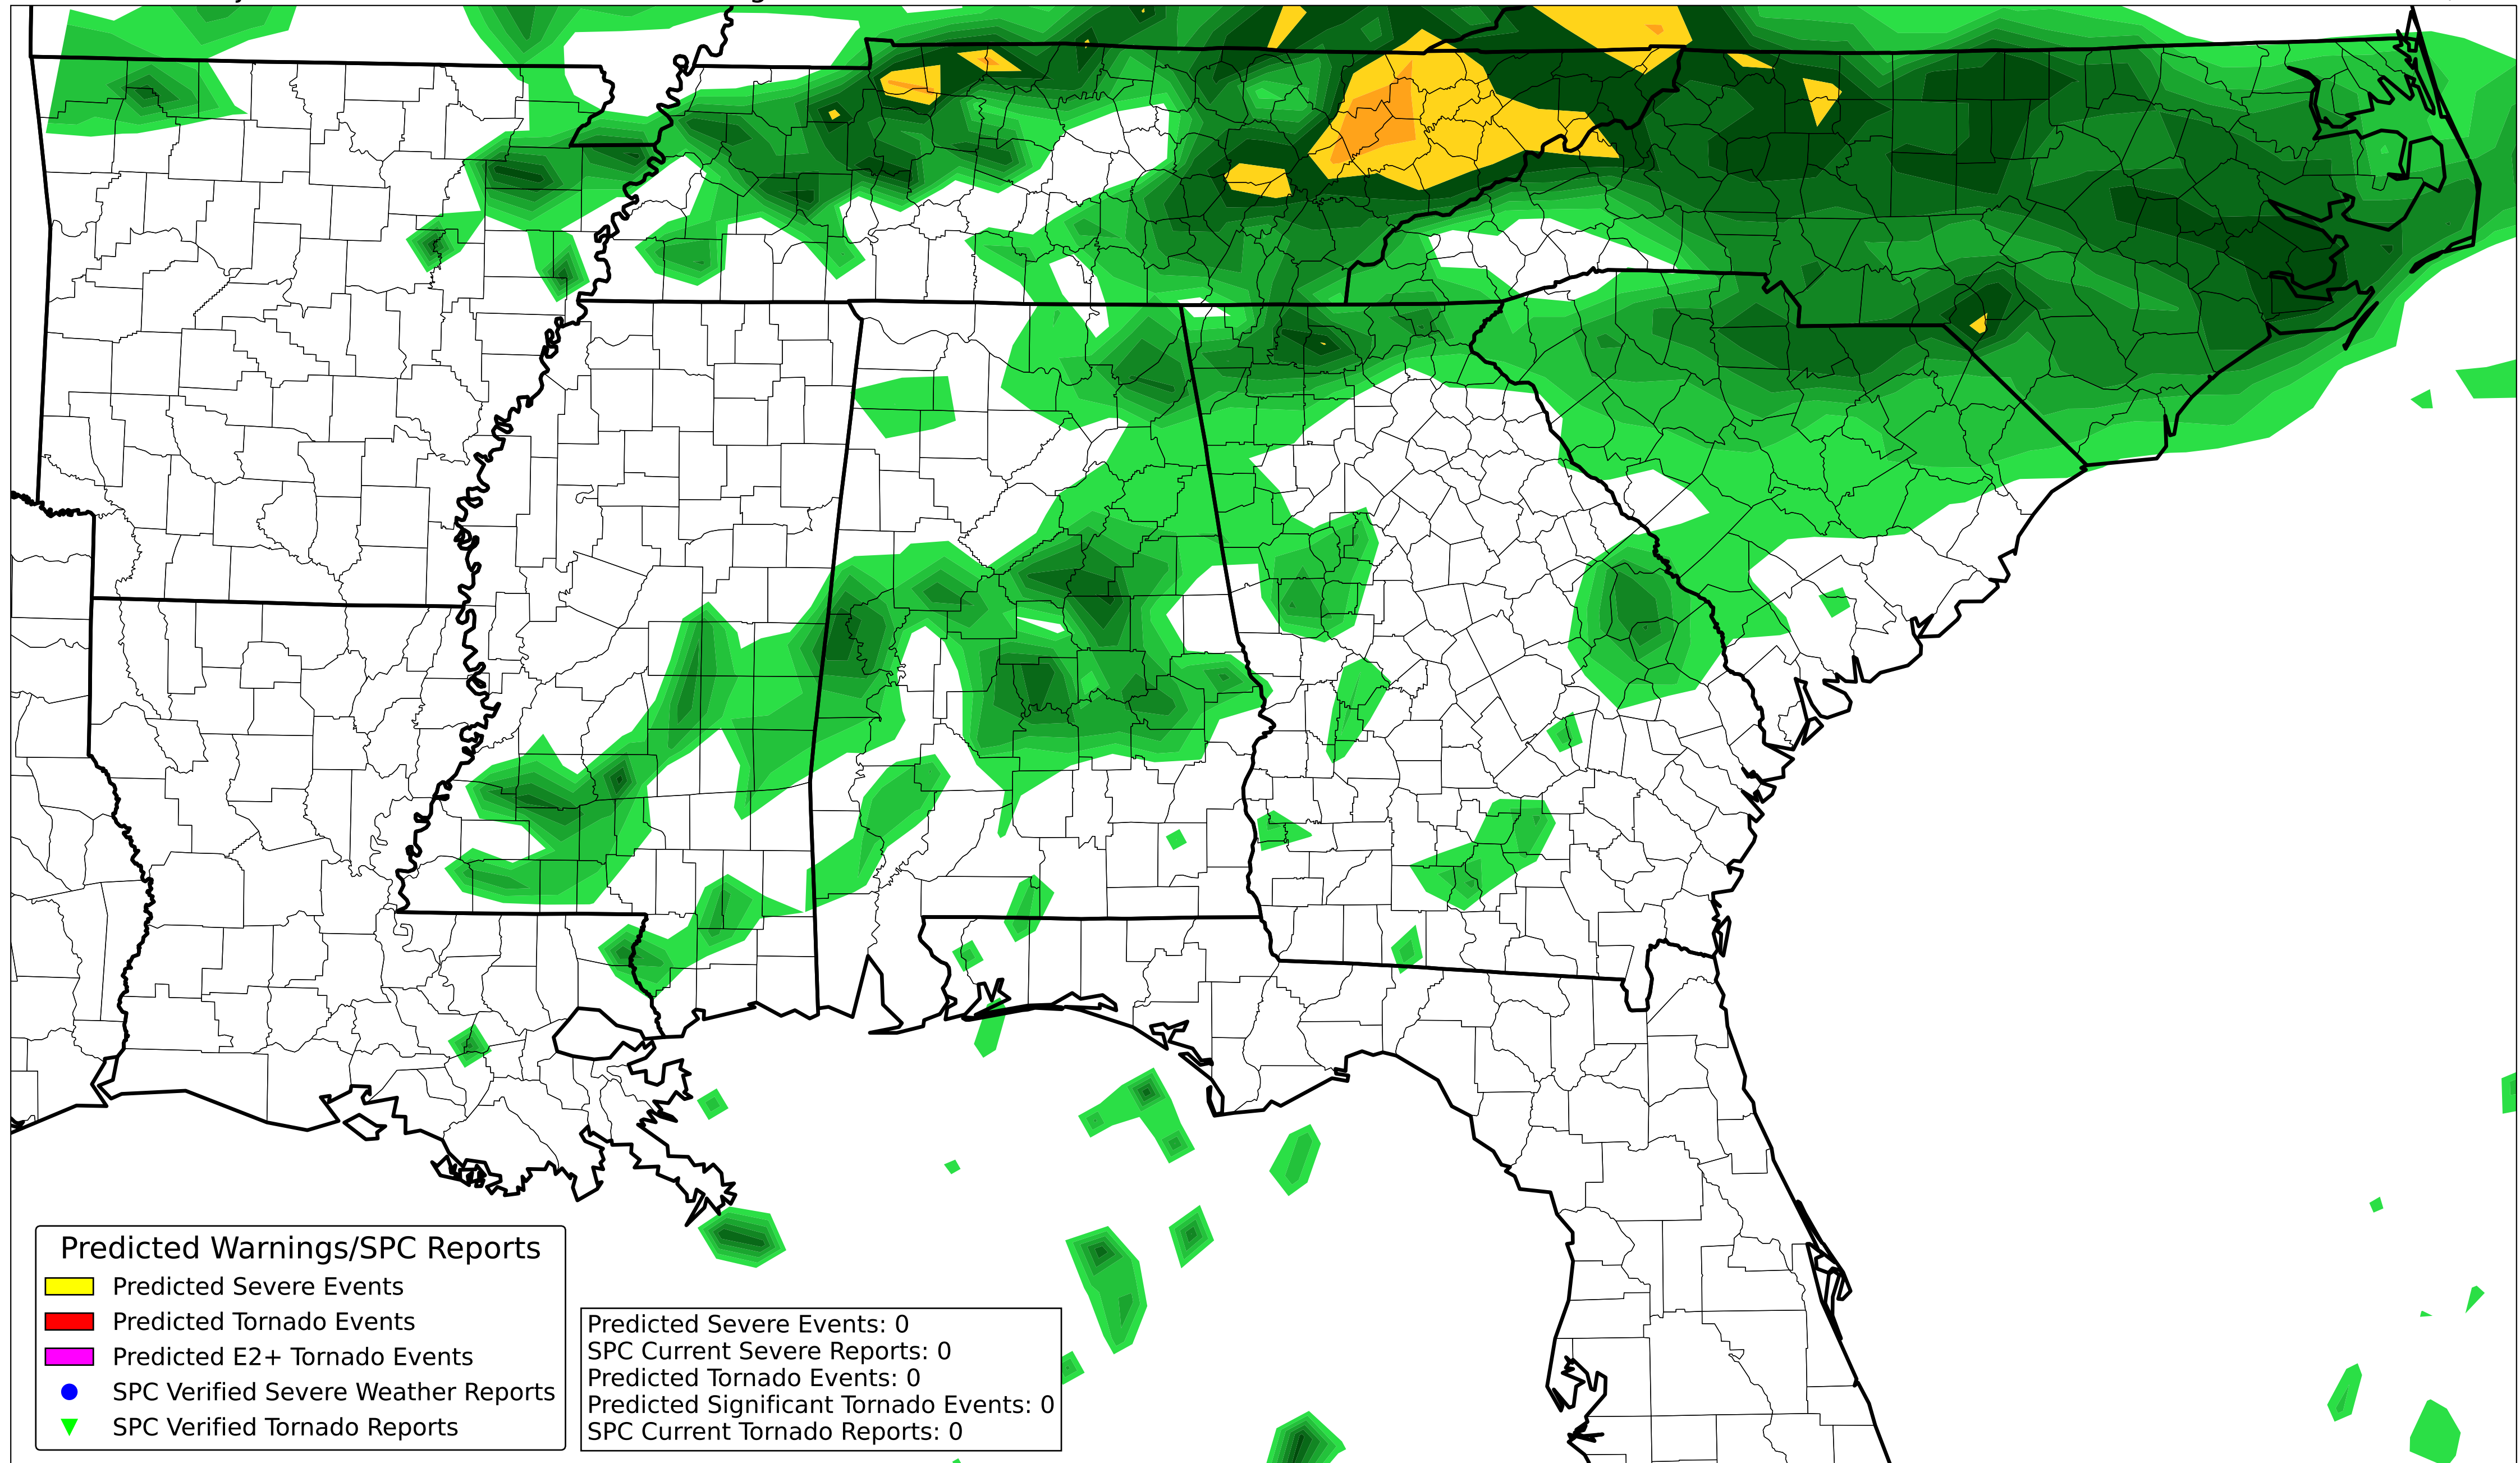 Predicted Warnings/SPC Reports
Predicted Severe Events
Predicted Tornado Events
Predicted E2+ Tornado Events
SPC Verified Severe Weather Reports
SPC Verified Tornado Reports
Predicted Severe Events: 0
SPC Current Severe Reports: 0
Predicted Tornado Events: 0
Predicted Significant Tornado Events: 0
SPC Current Tornado Reports: 0